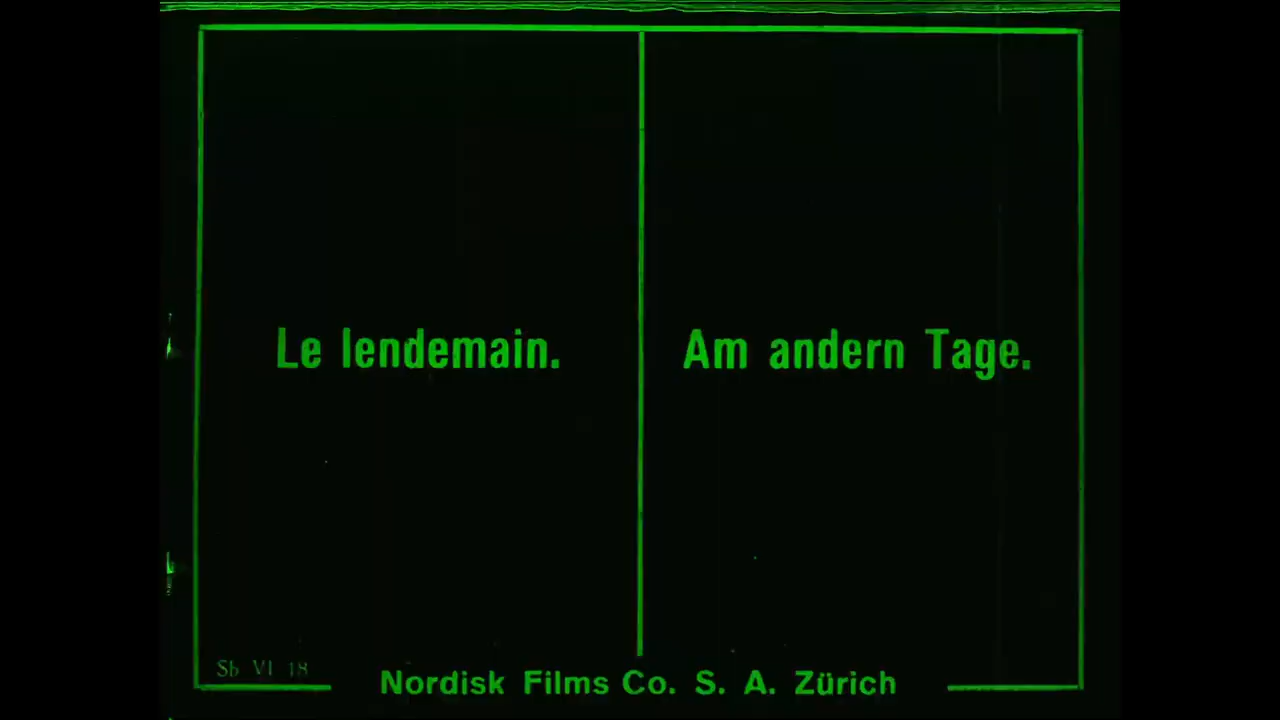 Le lendemain.
Am andern Tage.
Sb VI 18
Nordisk Films Co. S. A. Zürich